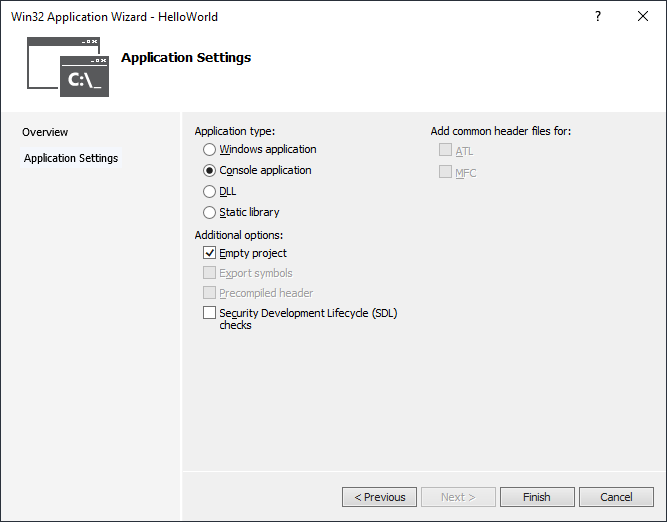 Win32 Application Wizard - HelloWorld
?
C:\_
Application Settings
Overview
Application Settings
Application type:
Windows application
Console application
DLL
Static library
Additional options:
Empty project
Export symbols
Precompiled header
Security Development Lifecycle (SDL)
checks
Add common header files for:
ATL
MFC
< Previous
Next >
Finish
Cancel